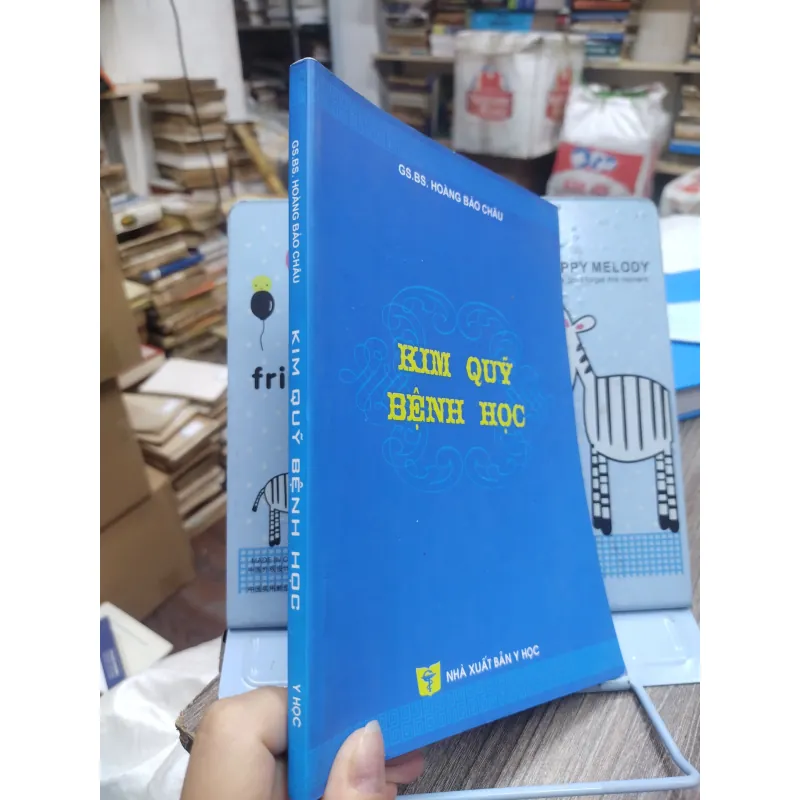 GS.BS. HOÀNG BẢO CHÂU
KIM QUỸ BỆNH HỌC
Y HỌC
GS.BS. HOÀNG BẢO CHÂU
KIM QUỸ
BỆNH HỌC
NHÀ XUẤT BẢN Y HỌC
fri
PPY MELODY